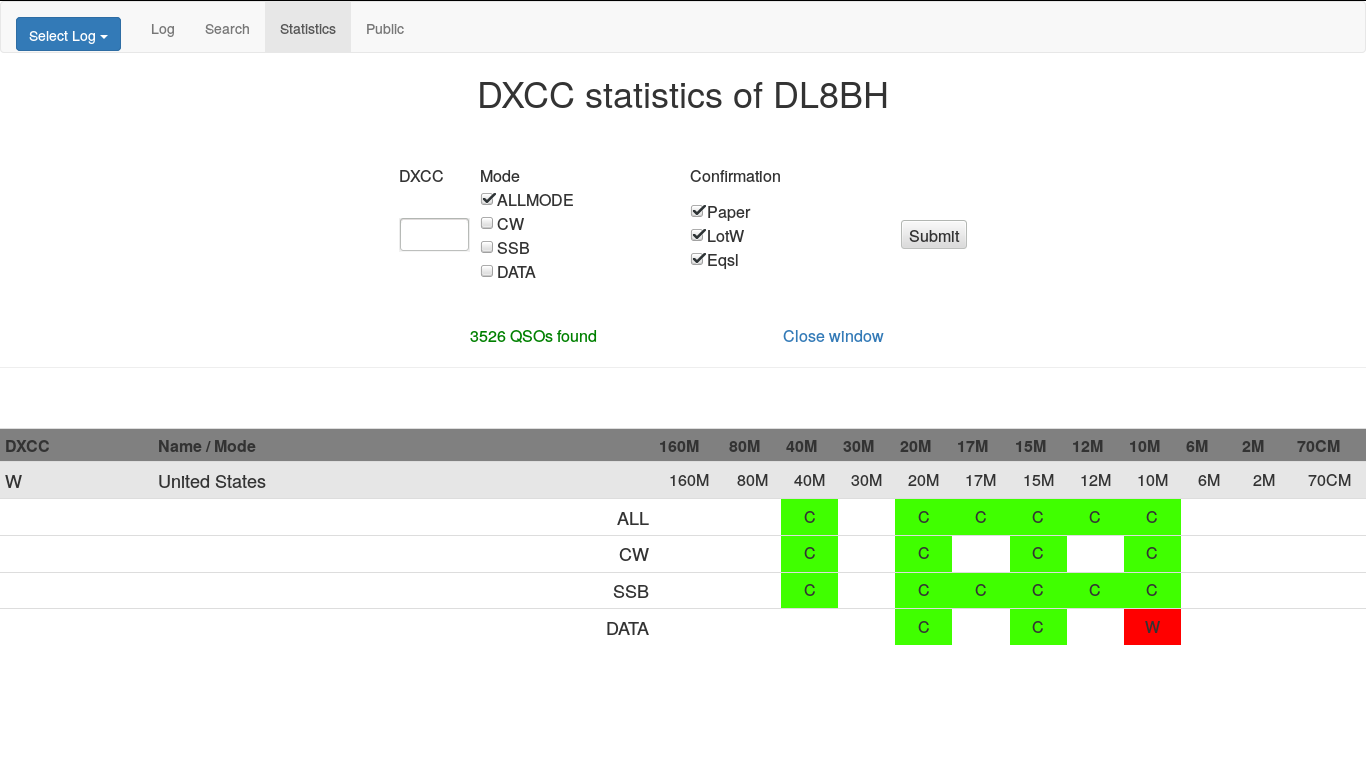 Select Log Log Search Statistics Public
DXCC statistics of DL8BH
DXCC Mode Confirmation
ALLMODE
CW
SSB
DATA
Paper
LotW
Eqsl
Submit
3526 QSOs found Close window
DXCC Name / Mode 160M 80M 40M 30M 20M 17M 15M 12M 10M 6M 2M 70CM
W United States 160M 80M 40M 30M 20M 17M 15M 12M 10M 6M 2M 70CM
ALL C C C C C C
CW C C C C
SSB C C C C C C
DATA C C W